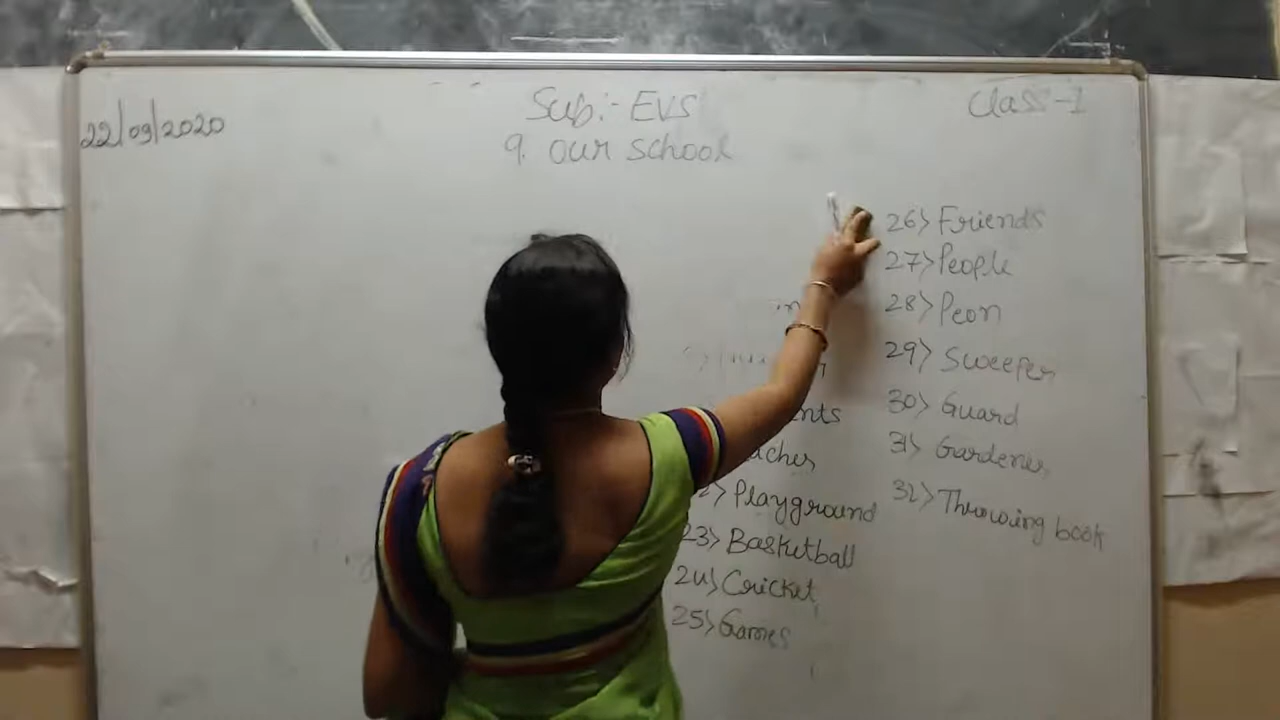 22/09/2020
Sub:- EVS
Class-1
9. Our school
22> Playground
23> Basketball
24> Cricket
25> Games
26> Friends
27> People
28> Peon
29> Sweeper
30> Guard
31> Gardener
32> Throwing book